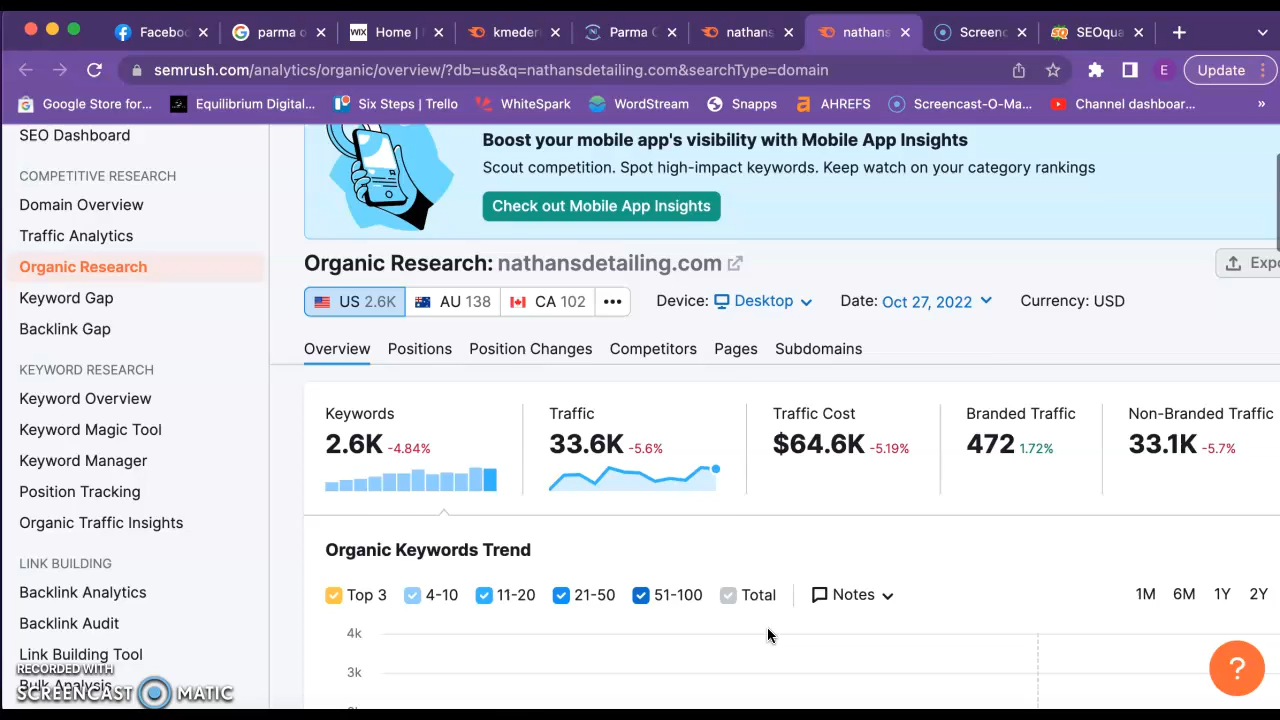 Facebo
parma o
WIX Home |
kmeder
Parma C
nathans
nathans
Screenc
SEOqua
semrush.com/analytics/organic/overview/?db=us&q=nathansdetailing.com&searchType=domain
E
Update
Google Store for...
Equilibrium Digital...
Six Steps | Trello
WhiteSpark
WordStream
Snapps
AHREFS
Screencast-O-Ma...
Channel dashboar...
»
SEO Dashboard
COMPETITIVE RESEARCH
Domain Overview
Traffic Analytics
Organic Research
Keyword Gap
Backlink Gap
KEYWORD RESEARCH
Keyword Overview
Keyword Magic Tool
Keyword Manager
Position Tracking
Organic Traffic Insights
LINK BUILDING
Backlink Analytics
Backlink Audit
Link Building Tool
Bulk Analysis
RECORDED WITH
SCREENCAST MATIC
Boost your mobile app's visibility with Mobile App Insights
Scout competition. Spot high-impact keywords. Keep watch on your category rankings
Check out Mobile App Insights
Organic Research: nathansdetailing.com
Expo
US 2.6K AU 138 CA 102 ••• Device: Desktop Date: Oct 27, 2022 Currency: USD
Overview Positions Position Changes Competitors Pages Subdomains
Keywords
2.6K -4.84%
Traffic
33.6K -5.6%
Traffic Cost
$64.6K -5.19%
Branded Traffic
472 1.72%
Non-Branded Traffic
33.1K -5.7%
Organic Keywords Trend
Top 3 4-10 11-20 21-50 51-100 Total Notes 1M 6M 1Y 2Y
4k
3k
?